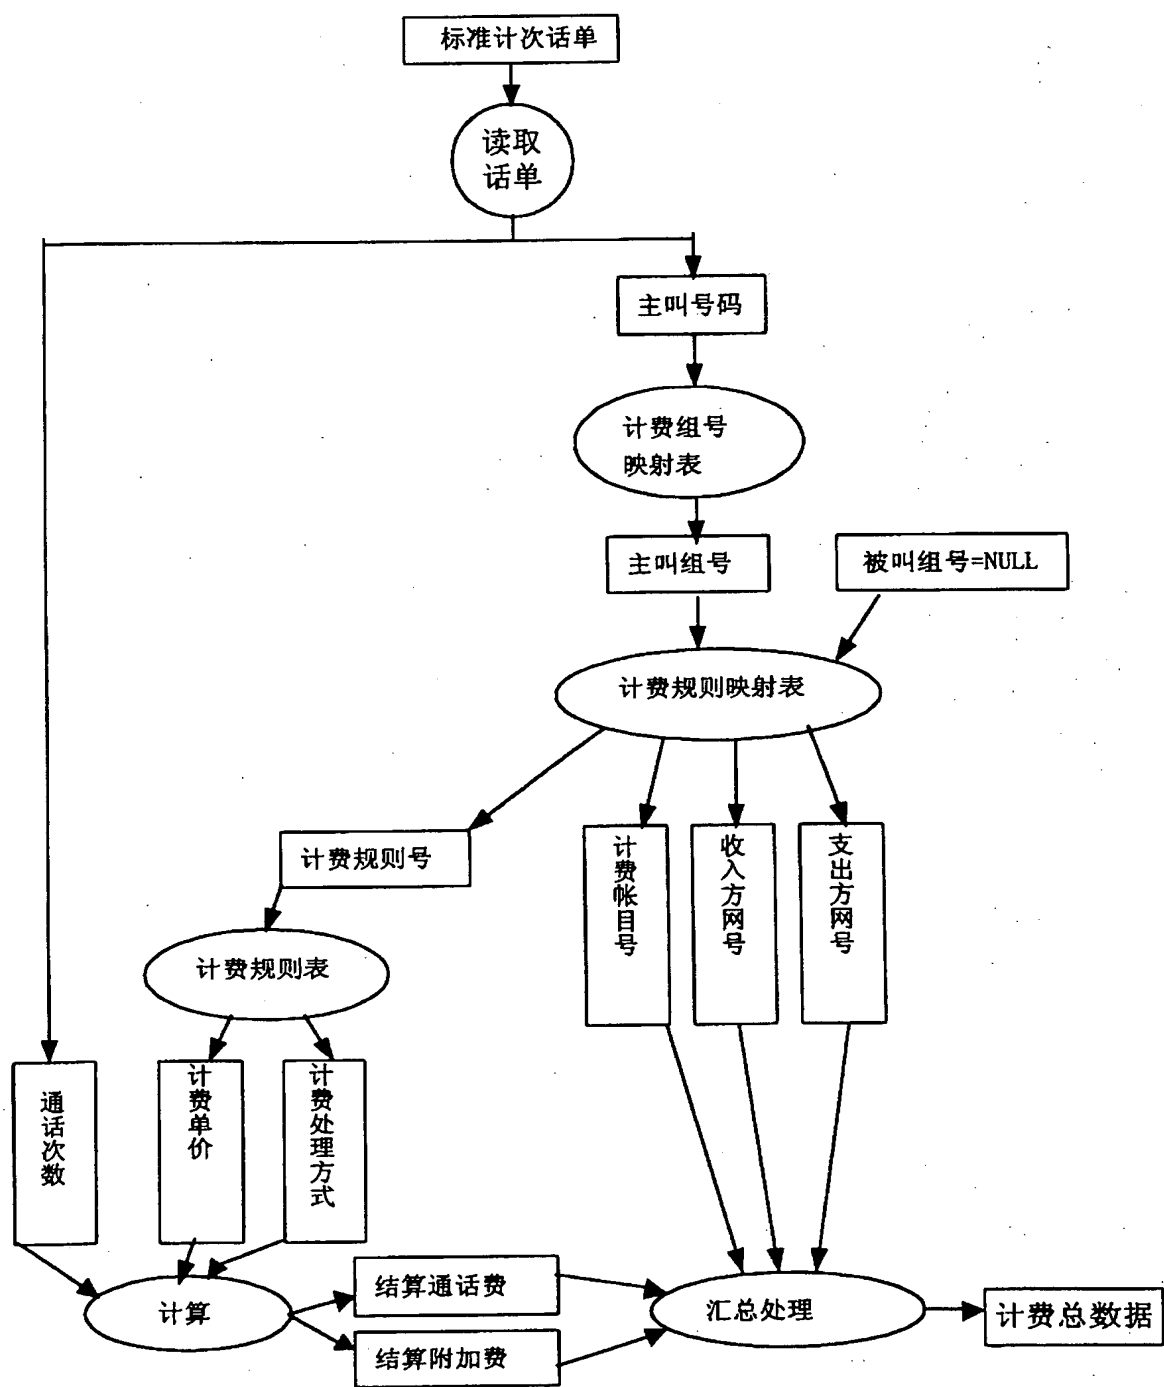 标准计次话单
读取
话单
主叫号码
计费组号
映射表
主叫组号
被叫组号=NULL
计费规则映射表
计费规则号
计费帐目号
收入方网号
支出方网号
计费规则表
通话次数
计费单价
计费处理方式
计算
结算通话费
结算附加费
汇总处理
计费总数据